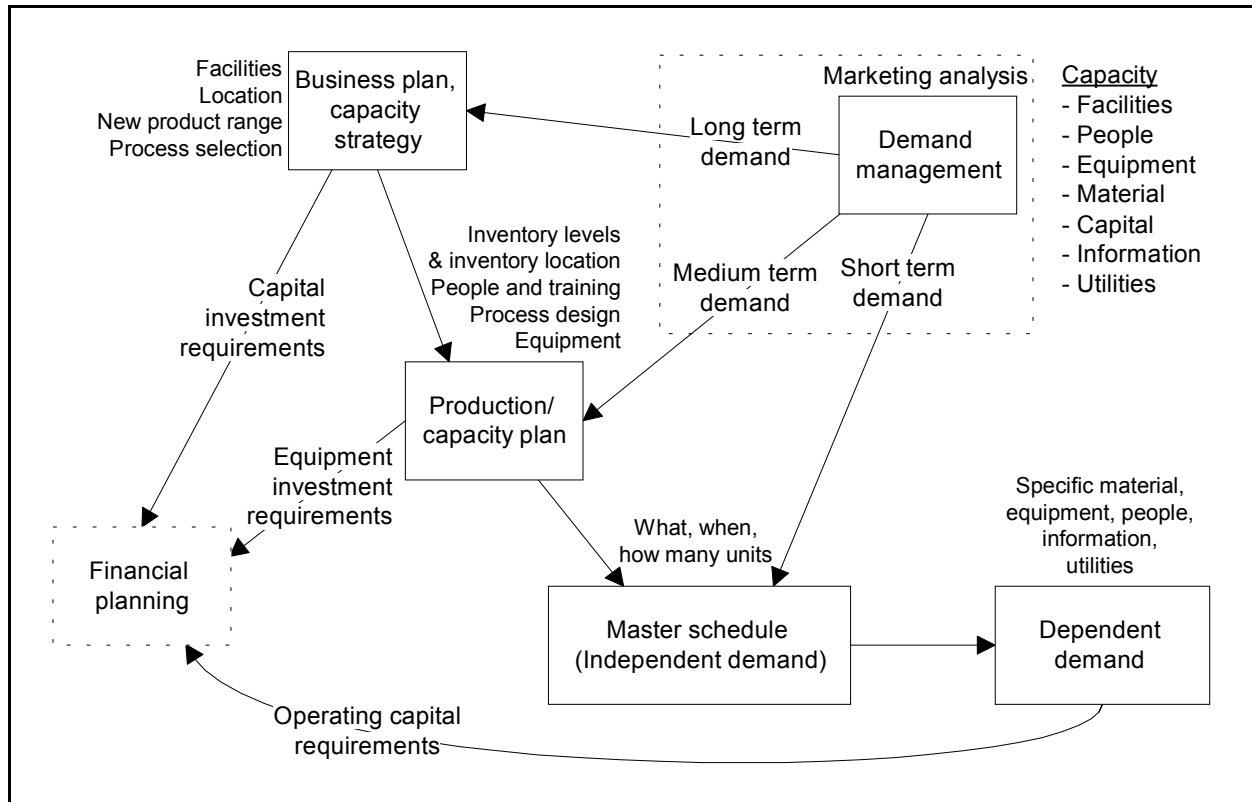 Facilities
Location
New product range
Process selection
Business plan,
capacity
strategy
Marketing analysis
Demand
management
Capacity
- Facilities
- People
- Equipment
- Material
- Capital
- Information
- Utilities
Long term
demand
Medium term
demand
Short term
demand
Capital
investment
requirements
Inventory levels
& inventory location
People and training
Process design
Equipment
Production/
capacity plan
Equipment
investment
requirements
Financial
planning
What, when,
how many units
Master schedule
(Independent demand)
Specific material,
equipment, people,
information,
utilities
Dependent
demand
Operating capital
requirements